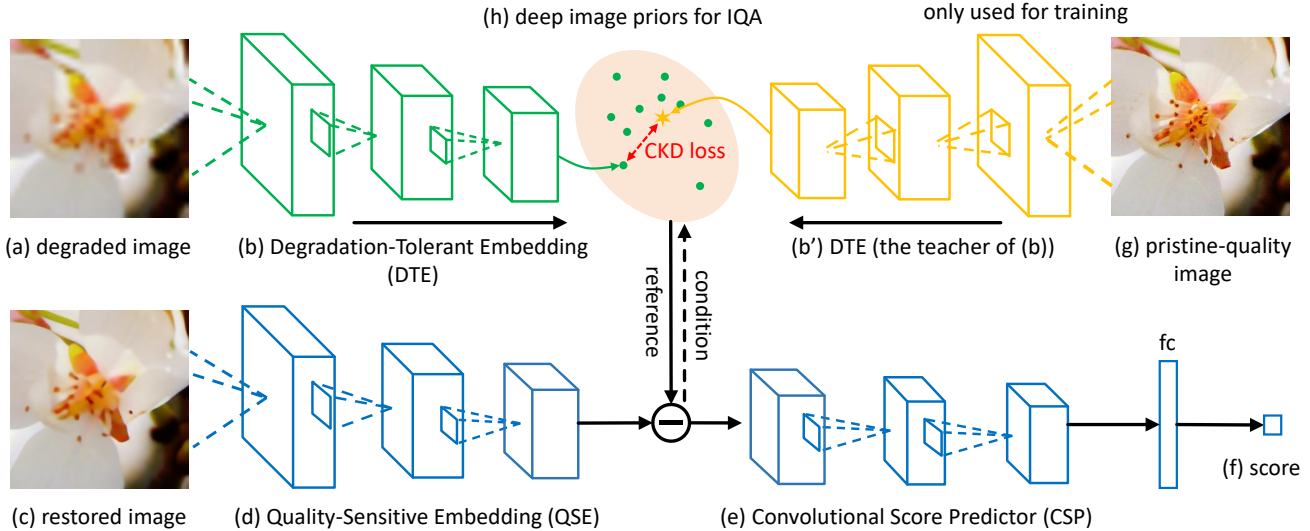 (h) deep image priors for IQA
only used for training
CKD loss
(a) degraded image
(b) Degradation-Tolerant Embedding
(DTE)
(b') DTE (the teacher of (b))
(g) pristine-quality
image
reference
condition
fc
(f) score
(c) restored image
(d) Quality-Sensitive Embedding (QSE)
(e) Convolutional Score Predictor (CSP)